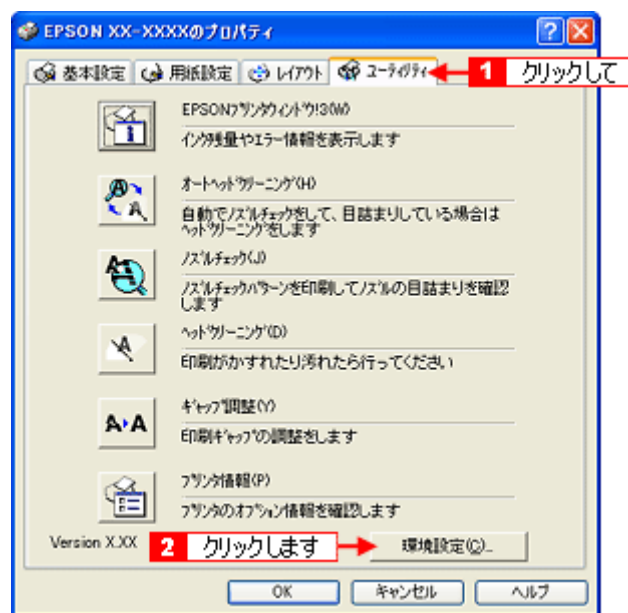 EPSON XX-XXXXのプロパティ
基本設定 用紙設定 レイアウト ユーティリティ 1 クリックして
EPSONプリンタウィンドウ!3(W)
インク残量やエラー情報を表示します
オートヘッドクリーニング(H)
自動でノズルチェックをして、目詰まりしている場合は
ヘッドクリーニングをします
ノズルチェック(J)
ノズルチェックパターンを印刷してノズルの目詰まりを確認
します
ヘッドクリーニング(D)
印刷がかすれたり汚れたら行ってください
ギャップ調整(Y)
印刷ギャップの調整をします
プリンタ情報(P)
プリンタのオプション情報を確認します
Version X.XX 2 クリックします 環境設定(C)...
OK キャンセル ヘルプ